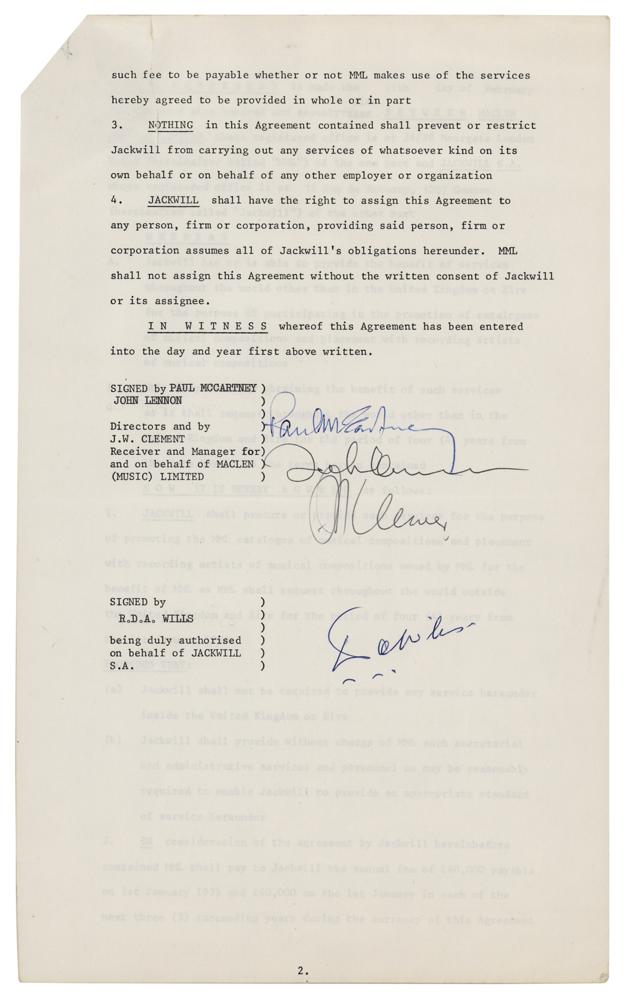 such fee to be payable whether or not MML makes use of the services
hereby agreed to be provided in whole or in part
3. NOTHING in this Agreement contained shall prevent or restrict
Jackwill from carrying out any services of whatsoever kind on its
own behalf or on behalf of any other employer or organization
4. JACKWILL shall have the right to assign this Agreement to
any person, firm or corporation, providing said person, firm or
corporation assumes all of Jackwill's obligations hereunder. MML
shall not assign this Agreement without the written consent of Jackwill
or its assignee.
IN WITNESS whereof this Agreement has been entered
into the day and year first above written.
SIGNED by PAUL MCCARTNEY )
JOHN LENNON )
)
Directors and by )
J.W. CLEMENT )
Receiver and Manager for)
and on behalf of MACLEN )
(MUSIC) LIMITED )
Paul McCartney
John Lennon
SIGNED by )
R.D.A. WILLS )
)
being duly authorised )
on behalf of JACKWILL )
S.A. )
2.